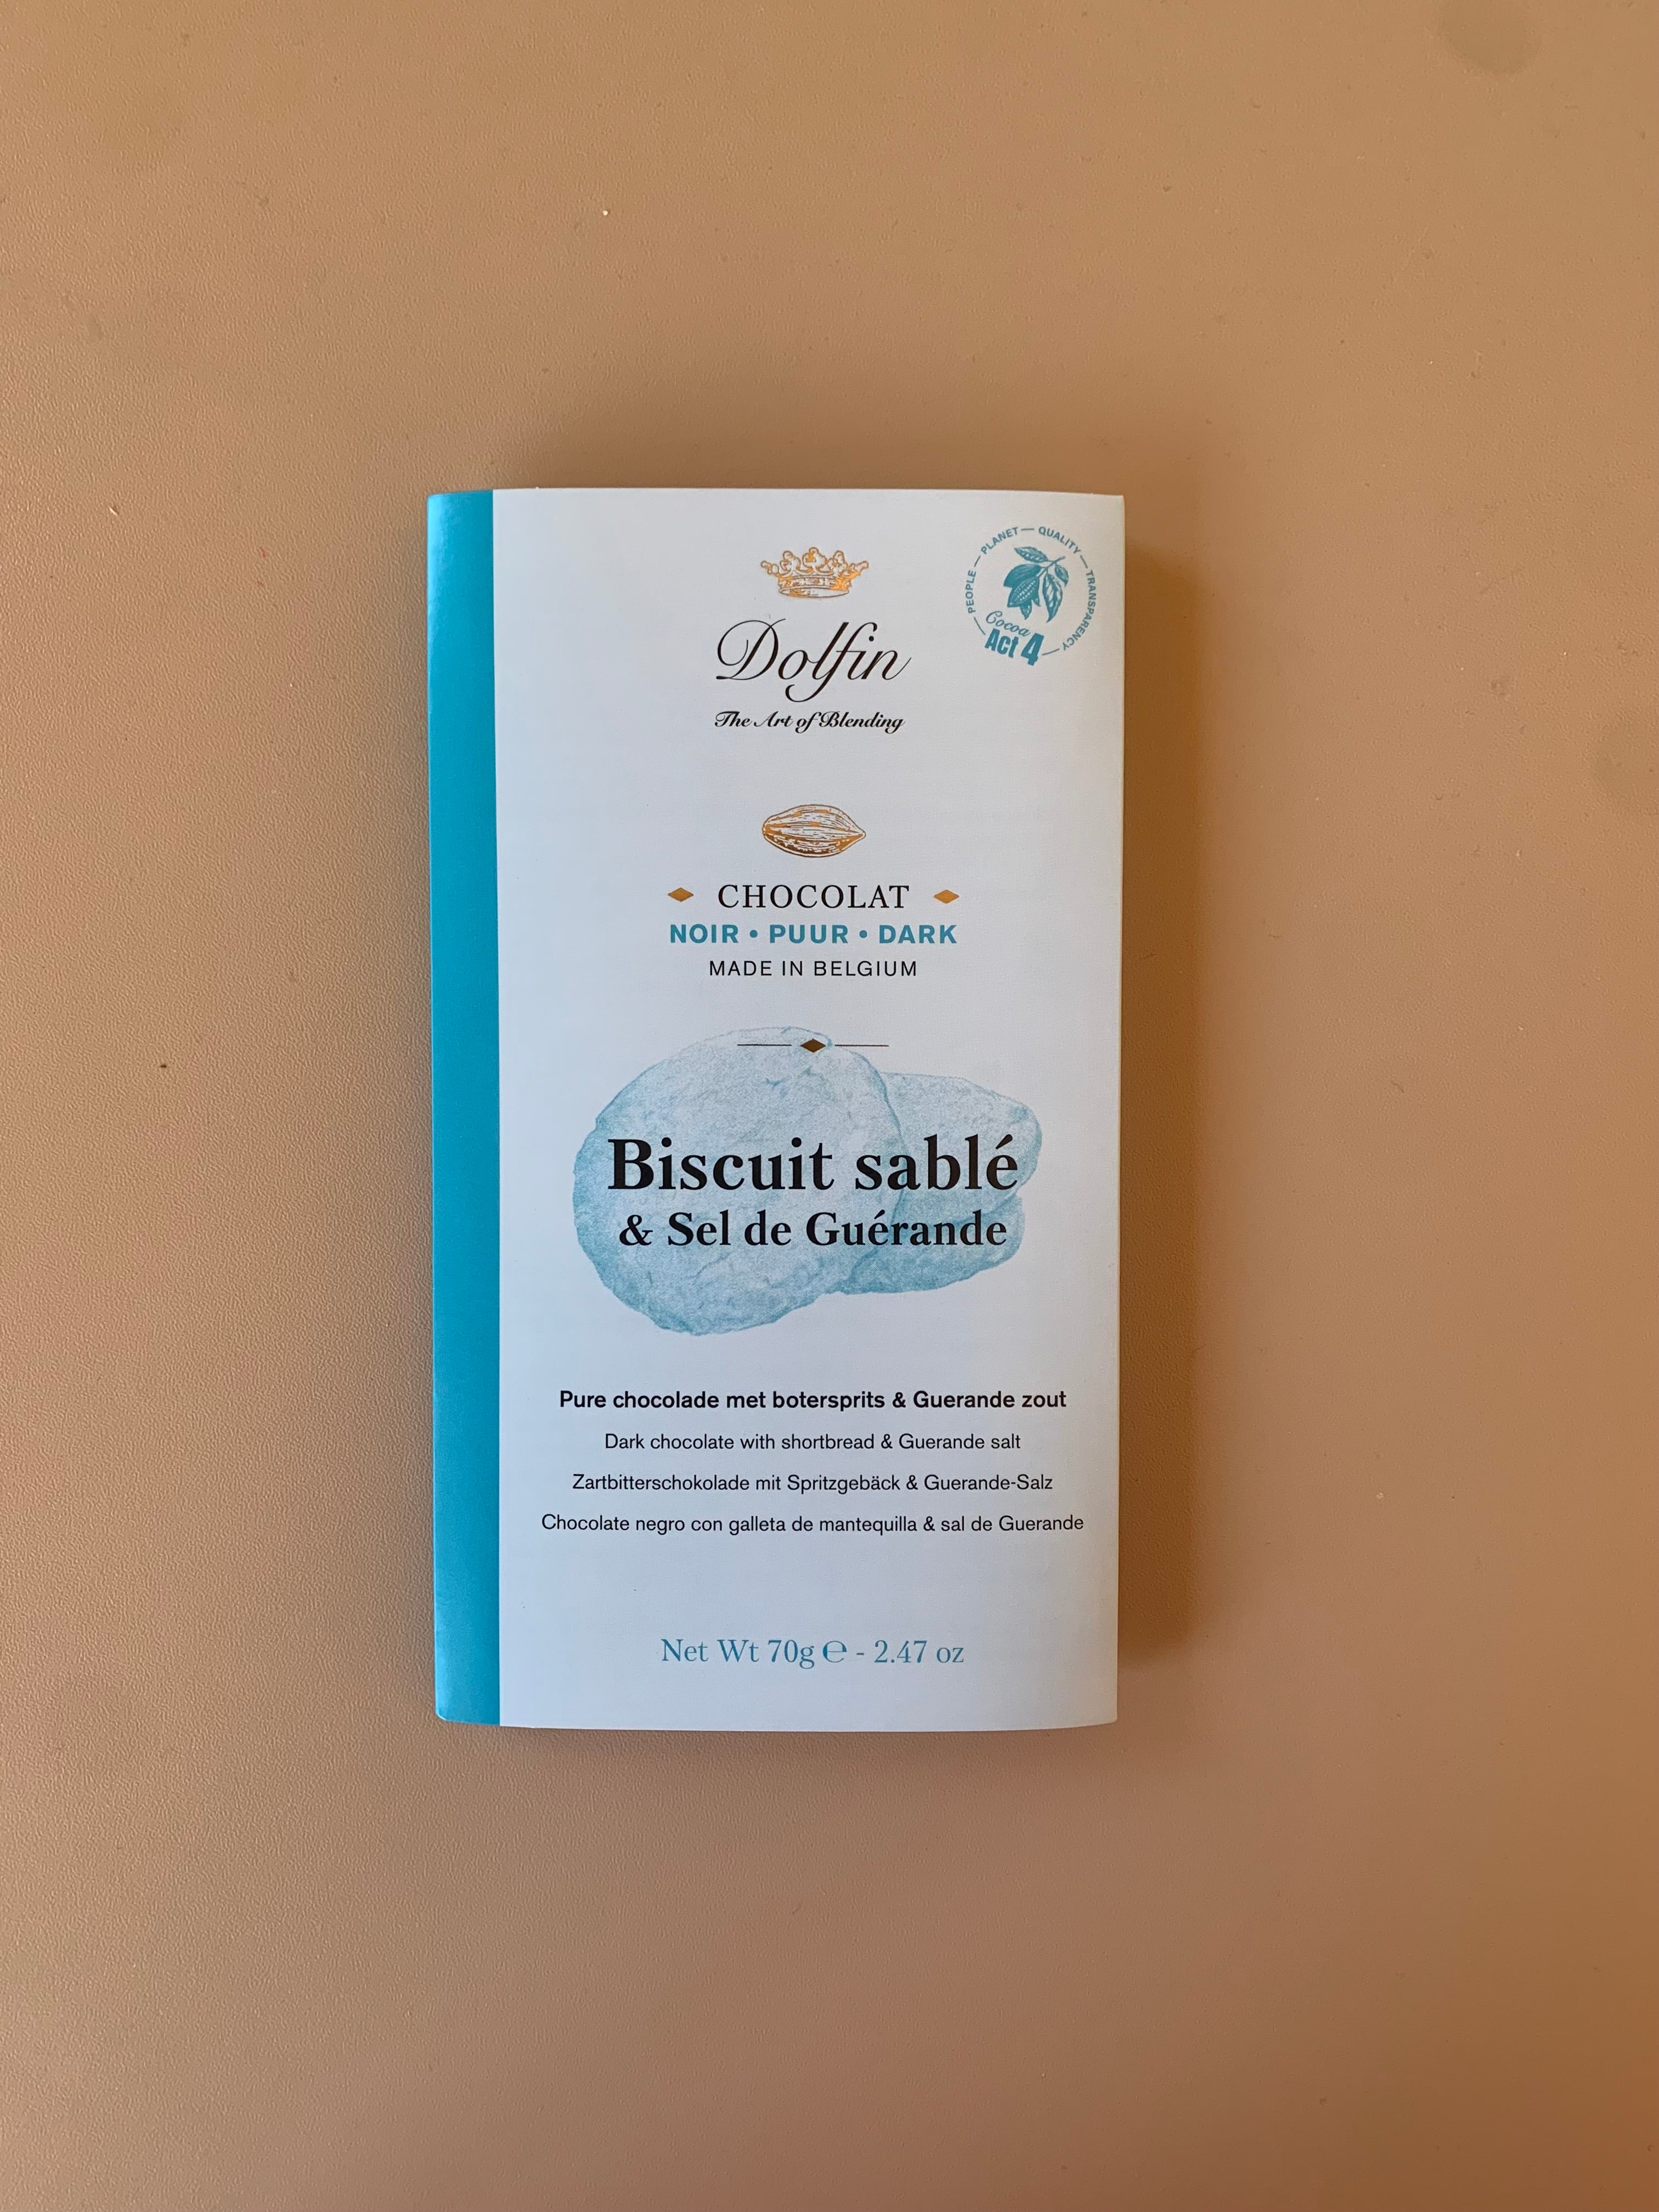 Dolfin
The Art of Blending
PEOPLE — PLANET — QUALITY — TRANSPARENCY
Cocoa
Act 4
CHOCOLAT
NOIR • PUUR • DARK
MADE IN BELGIUM
Biscuit sablé
& Sel de Guérande
Pure chocolade met botersprits & Guerande zout
Dark chocolate with shortbread & Guerande salt
Zartbitterschokolade mit Spritzgebäck & Guerande-Salz
Chocolate negro con galleta de mantequilla & sal de Guerande
Net Wt 70g ℮ - 2.47 oz